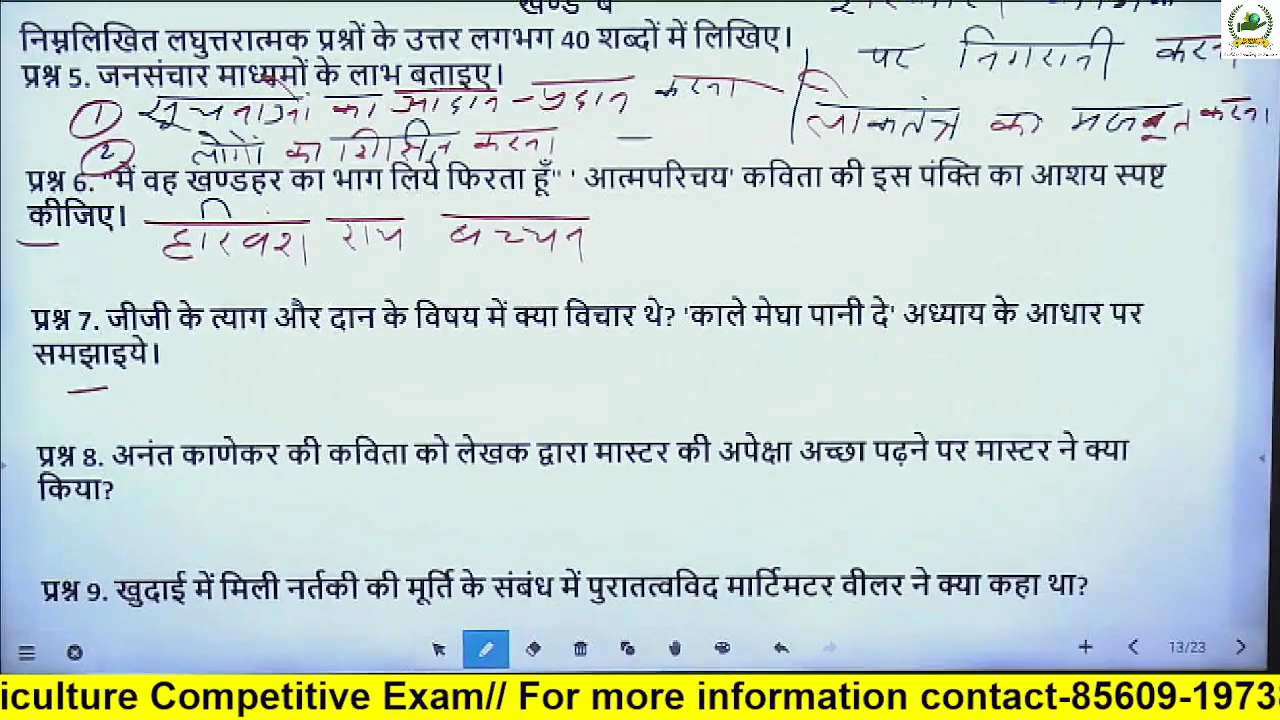 खण्ड ब
निम्नलिखित लघुत्तरात्मक प्रश्नों के उत्तर लगभग 40 शब्दों में लिखिए।
पर निगरानी करना
प्रश्न 5. जनसंचार माध्यमों के लाभ बताइए।
① सूचनाओं का आदान-प्रदान करना
लोकतंत्र को मजबूत करना।
② लोगों को शिक्षित करना
प्रश्न 6. "मैं वह खण्डहर का भाग लिये फिरता हूँ" ' आत्मपरिचय' कविता की इस पंक्ति का आशय स्पष्ट
कीजिए।
हरिवंश राय बच्चन
प्रश्न 7. जीजी के त्याग और दान के विषय में क्या विचार थे? 'काले मेघा पानी दे' अध्याय के आधार पर
समझाइये।
प्रश्न 8. अनंत काणेकर की कविता को लेखक द्वारा मास्टर की अपेक्षा अच्छा पढ़ने पर मास्टर ने क्या
किया?
प्रश्न 9. खुदाई में मिली नर्तकी की मूर्ति के संबंध में पुरातत्वविद मार्टिमटर वीलर ने क्या कहा था?
13/23
iculture Competitive Exam// For more information contact-85609-1973